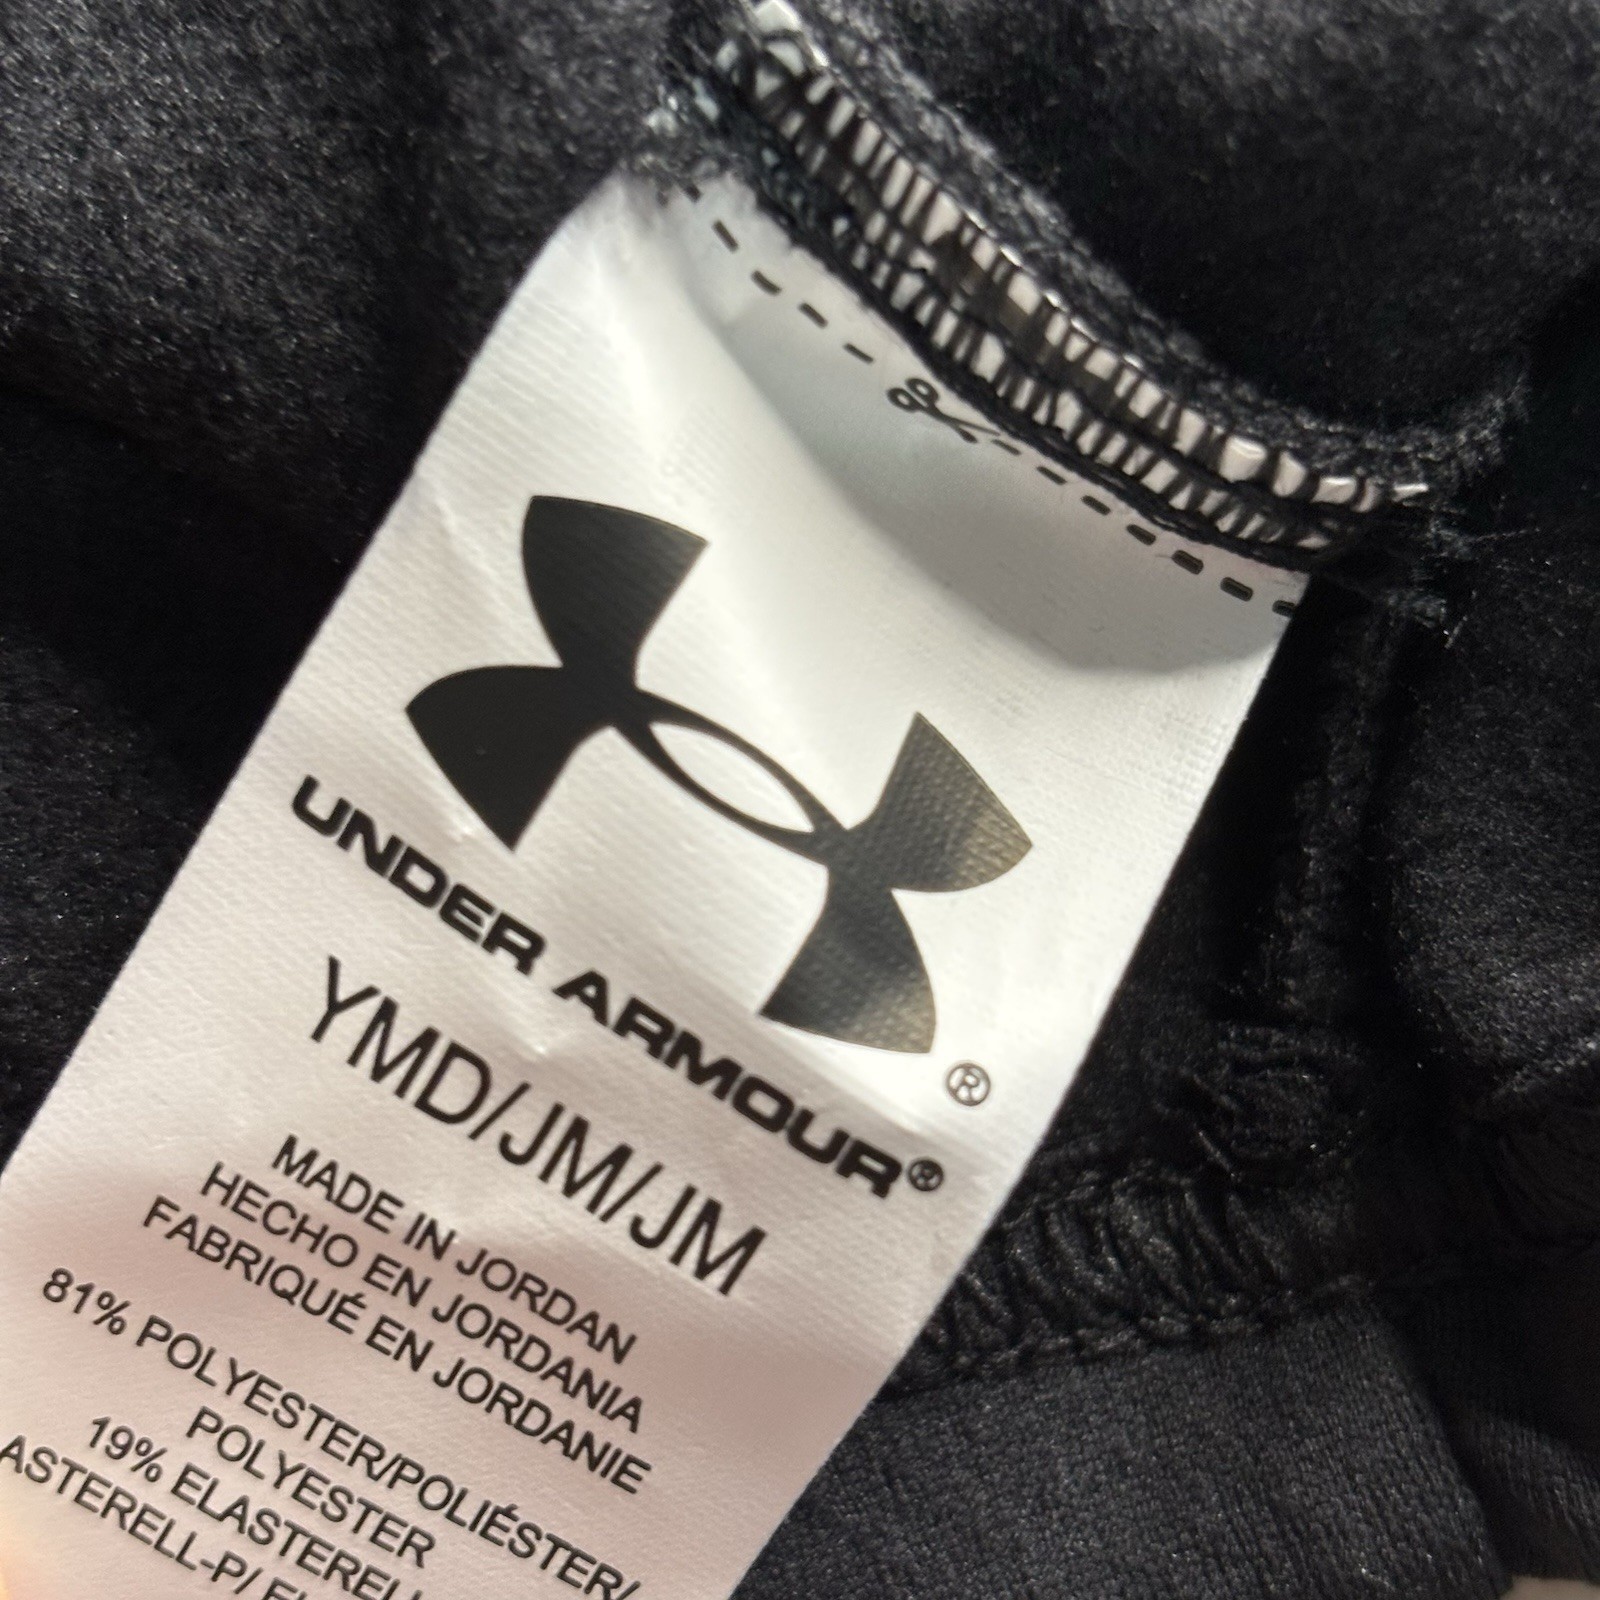 UNDER ARMOUR®
YMD/JM/JM
MADE IN JORDAN
HECHO EN JORDANIA
FABRIQUÉ EN JORDANIE
81% POLYESTER/POLIÉSTER/
POLYESTER
19% ELASTERELL
ASTERELL-P/